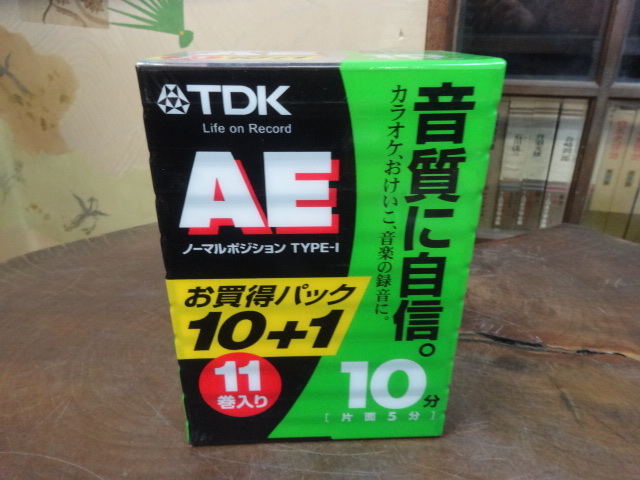 TDK
Life on Record
AE
ノーマルポジション TYPE-I
お買得パック
10+1
11
巻入り
音質に自信。
カラオケ、おけいこ、音楽の録音に。
10分
[片面5分]